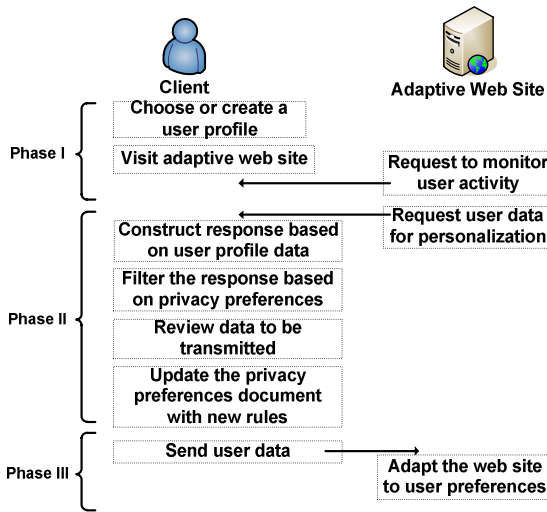 Client
Adaptive Web Site
Phase I
Choose or create a
user profile
Visit adaptive web site
Request to monitor
user activity
Phase II
Request user data
for personalization
Construct response based
on user profile data
Filter the response based
on privacy preferences
Review data to be
transmitted
Update the privacy
preferences document
with new rules
Phase III
Send user data
Adapt the web site
to user preferences